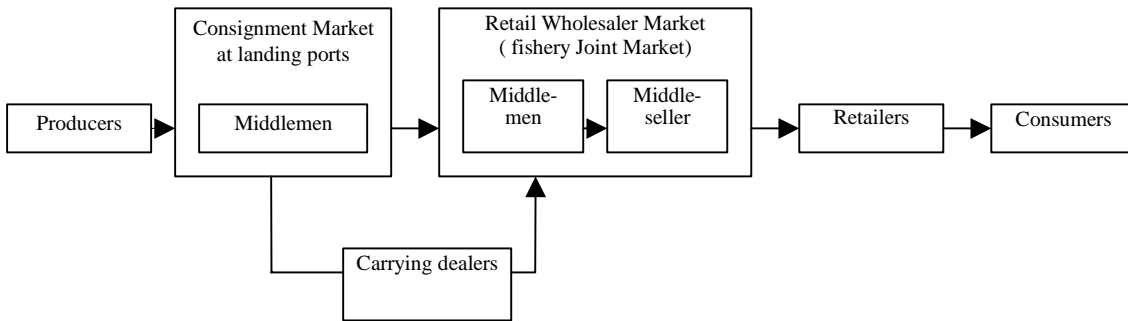 Producers
Consignment Market
at landing ports
Middlemen
Retail Wholesaler Market
( fishery Joint Market)
Middle-
men
Middle-
seller
Retailers
Consumers
Carrying dealers